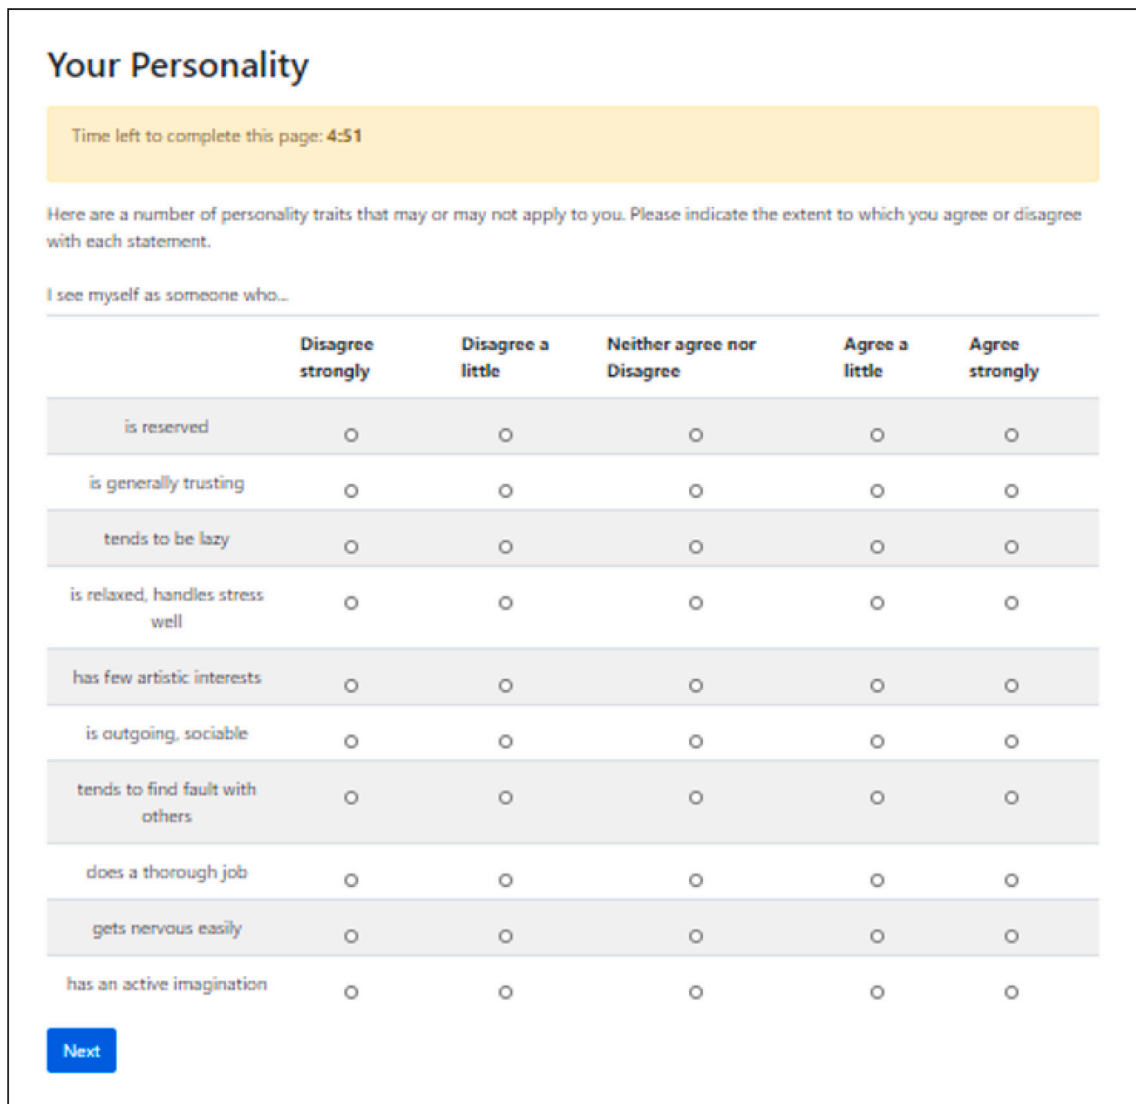 Your Personality
Time left to complete this page: 4:51
Here are a number of personality traits that may or may not apply to you. Please indicate the extent to which you agree or disagree
with each statement.
I see myself as someone who...
Disagree strongly Disagree a little Neither agree nor Disagree Agree a little Agree strongly
is reserved
is generally trusting
tends to be lazy
is relaxed, handles stress
well
has few artistic interests
is outgoing, sociable
tends to find fault with
others
does a thorough job
gets nervous easily
has an active imagination
Next